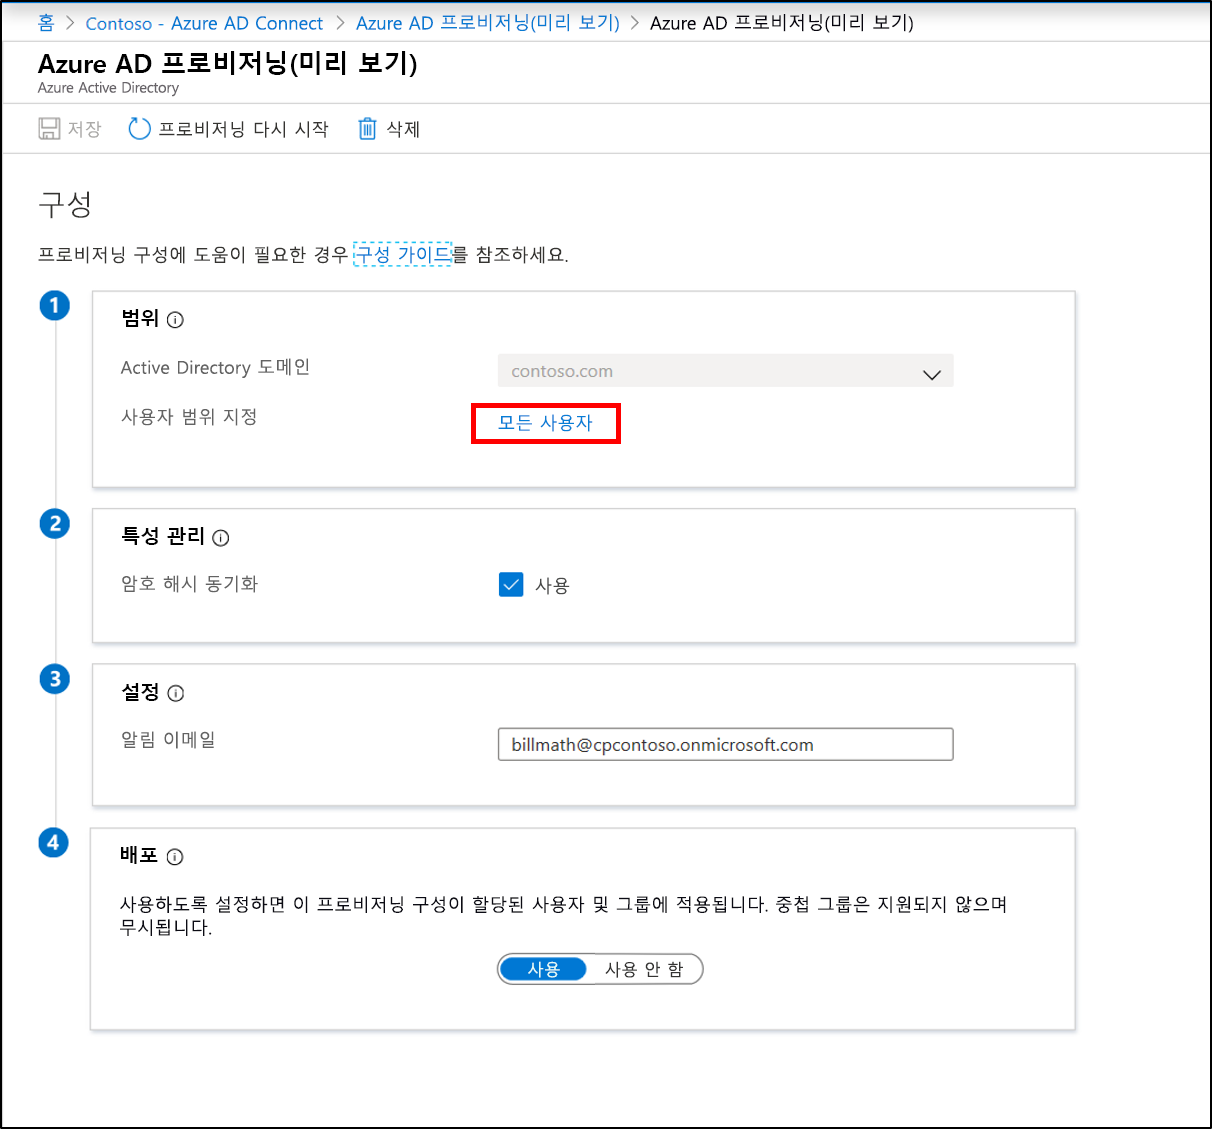 홈 > Contoso - Azure AD Connect > Azure AD 프로비저닝(미리 보기) > Azure AD 프로비저닝(미리 보기)
Azure AD 프로비저닝(미리 보기)
Azure Active Directory
저장 프로비저닝 다시 시작 삭제
구성
프로비저닝 구성에 도움이 필요한 경우 구성 가이드를 참조하세요.
1 범위
Active Directory 도메인 contoso.com
사용자 범위 지정 모든 사용자
2 특성 관리
암호 해시 동기화 사용
3 설정
알림 이메일 billmath@cpcontoso.onmicrosoft.com
4 배포
사용하도록 설정하면 이 프로비저닝 구성이 할당된 사용자 및 그룹에 적용됩니다. 중첩 그룹은 지원되지 않으며
무시됩니다.
사용 사용 안 함